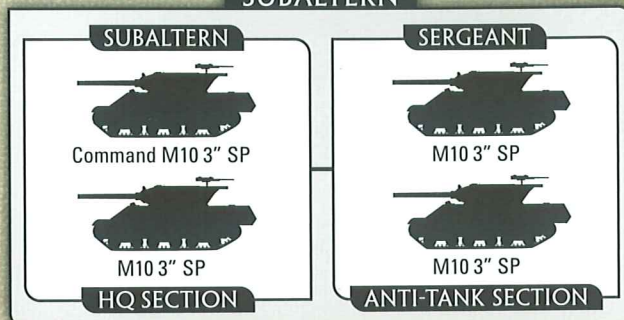 SUBALTERN
SUBALTERN
Command M10 3” SP
M10 3” SP
HQ SECTION
SERGEANT
M10 3” SP
M10 3” SP
ANTI-TANK SECTION